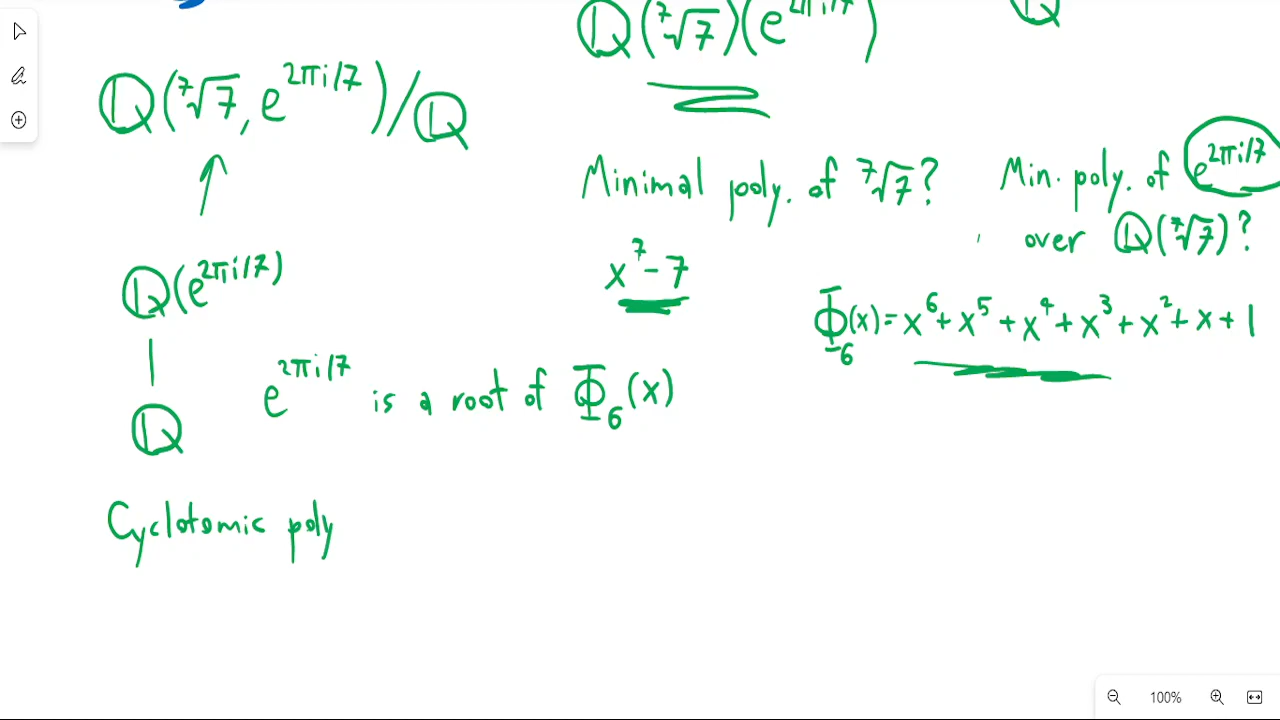 ℚ(⁷√7)(e^{2πi/7})
ℚ
ℚ(⁷√7, e^{2πi/7})/ℚ
↑
Minimal poly. of ⁷√7?
x⁷ - 7
Min. poly. of e^{2πi/7}
over ℚ(⁷√7)?
Φ₆(x) = x⁶ + x⁵ + x⁴ + x³ + x² + x + 1
ℚ(e^{2πi/7})
|
ℚ
e^{2πi/7} is a root of Φ₆(x)
Cyclotomic poly
100%